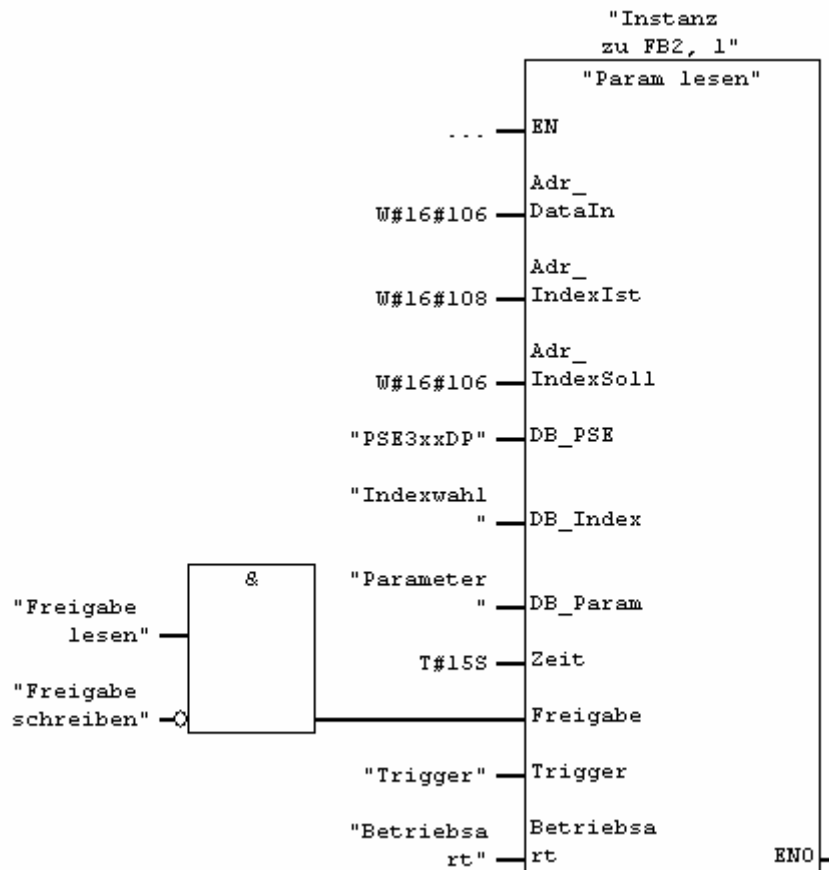 "Instanz
zu FB2, 1"
"Param lesen"
... EN
Adr_
W#16#106 DataIn
Adr_
W#16#108 IndexIst
Adr_
W#16#106 IndexSoll
"PSE3xxDP" DB_PSE
"Indexwahl
" DB_Index
&
"Parameter
" DB_Param
"Freigabe
lesen"
T#15S Zeit
"Freigabe
schreiben"
Freigabe
"Trigger" Trigger
"Betriebsa Betriebsa
rt" rt ENO